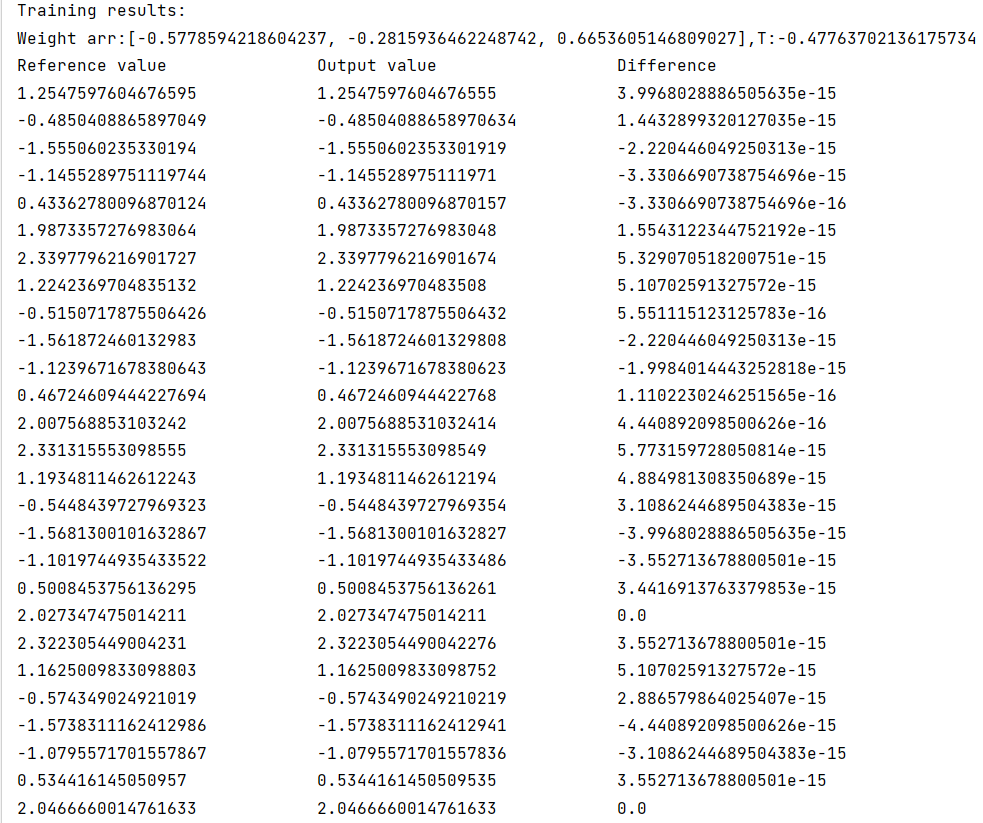 Training results:
Weight arr:[-0.5778594218604237, -0.2815936462248742, 0.6653605146809027],T:-0.47763702136175734
Reference value Output value Difference
1.2547597604676595 1.2547597604676555 3.9968028886505635e-15
-0.4850408865897049 -0.48504088658970634 1.4432899320127035e-15
-1.555060235330194 -1.5550602353301919 -2.220446049250313e-15
-1.1455289751119744 -1.145528975111971 -3.3306690738754696e-15
0.43362780096870124 0.43362780096870157 -3.3306690738754696e-16
1.9873357276983064 1.9873357276983048 1.5543122344752192e-15
2.3397796216901727 2.3397796216901674 5.329070518200751e-15
1.2242369704835132 1.224236970483508 5.10702591327572e-15
-0.5150717875506426 -0.5150717875506432 5.551115123125783e-16
-1.561872460132983 -1.5618724601329808 -2.220446049250313e-15
-1.1239671678380643 -1.1239671678380623 -1.9984014443252818e-15
0.46724609444227694 0.4672460944422768 1.1102230246251565e-16
2.007568853103242 2.0075688531032414 4.440892098500626e-16
2.331315553098555 2.331315553098549 5.773159728050814e-15
1.1934811462612243 1.1934811462612194 4.884981308350689e-15
-0.5448439727969323 -0.5448439727969354 3.1086244689504383e-15
-1.5681300101632867 -1.5681300101632827 -3.9968028886505635e-15
-1.1019744935433522 -1.1019744935433486 -3.552713678800501e-15
0.5008453756136295 0.5008453756136261 3.4416913763379853e-15
2.027347475014211 2.027347475014211 0.0
2.322305449004231 2.3223054490042276 3.552713678800501e-15
1.1625009833098803 1.1625009833098752 5.10702591327572e-15
-0.574349024921019 -0.5743490249210219 2.886579864025407e-15
-1.5738311162412986 -1.5738311162412941 -4.440892098500626e-15
-1.0795571701557867 -1.0795571701557836 -3.1086244689504383e-15
0.534416145050957 0.5344161450509535 3.552713678800501e-15
2.0466660014761633 2.0466660014761633 0.0